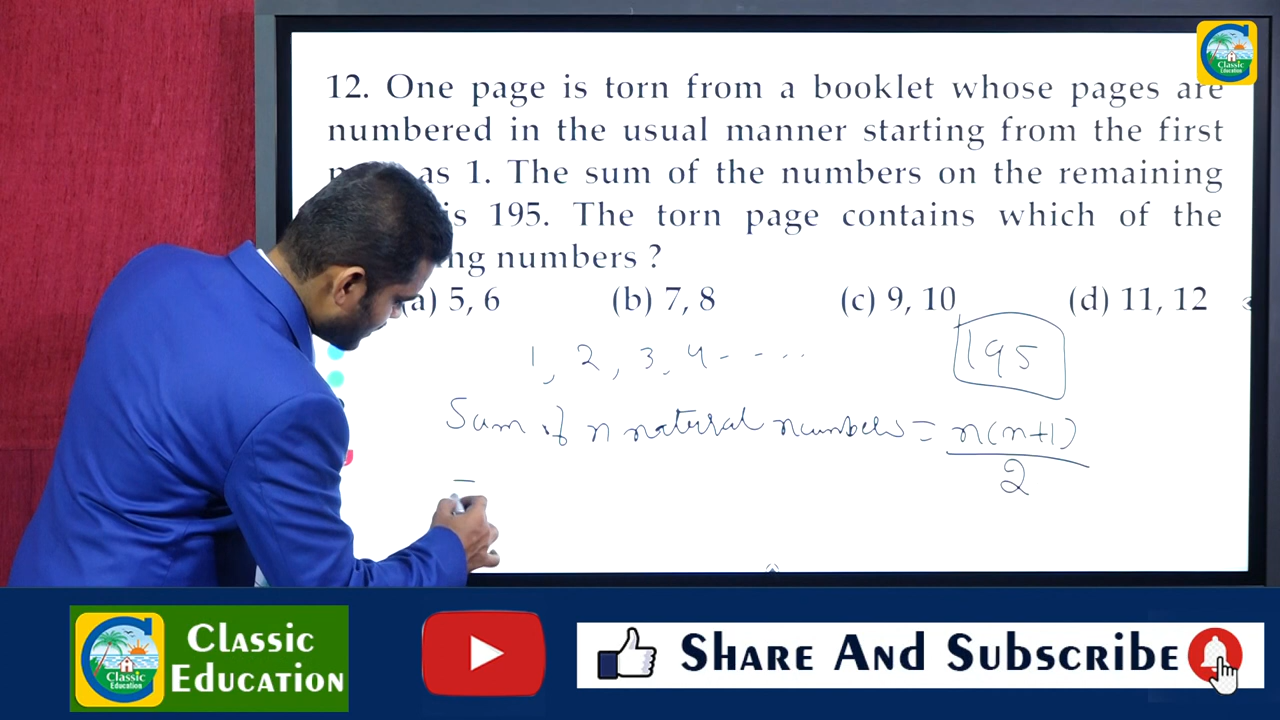 Classic
Education
12. One page is torn from a booklet whose pages are
numbered in the usual manner starting from the first
as 1. The sum of the numbers on the remaining
is 195. The torn page contains which of the
ng numbers ?
(a) 5, 6 (b) 7, 8 (c) 9, 10 (d) 11, 12
1, 2, 3, 4 - - - . . 195
Sum of n natural numbers = n(n+1)
2
Classic
Education
Classic
Education
Share And Subscribe